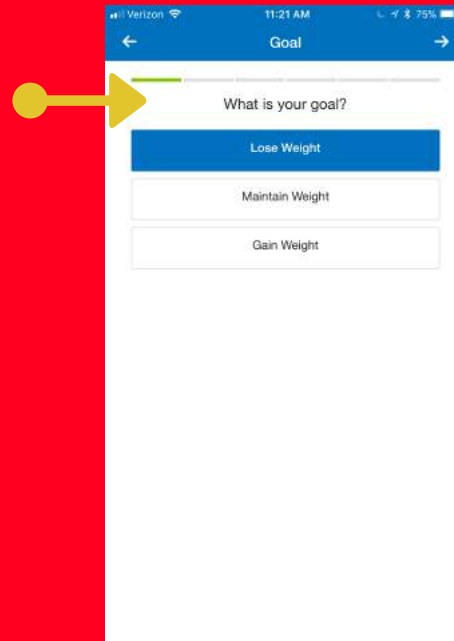 Verizon 11:21 AM 75%
Goal
What is your goal?
Lose Weight
Maintain Weight
Gain Weight